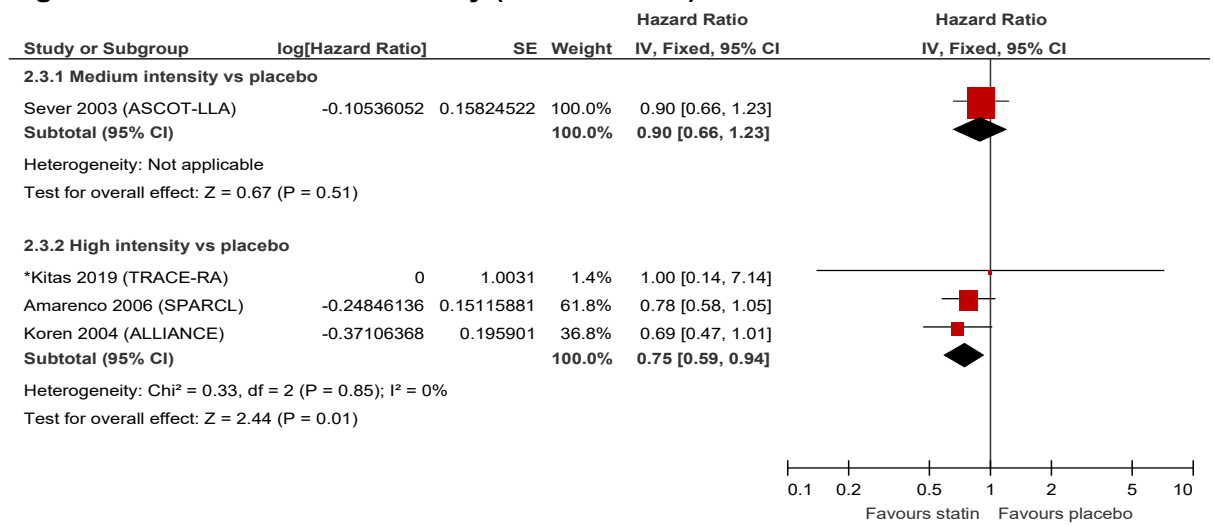 Hazard Ratio Hazard Ratio
Study or Subgroup log[Hazard Ratio] SE Weight IV, Fixed, 95% CI IV, Fixed, 95% CI
2.3.1 Medium intensity vs placebo
Sever 2003 (ASCOT-LLA) -0.10536052 0.15824522 100.0% 0.90 [0.66, 1.23]
Subtotal (95% CI) 100.0% 0.90 [0.66, 1.23]
Heterogeneity: Not applicable
Test for overall effect: Z = 0.67 (P = 0.51)
2.3.2 High intensity vs placebo
*Kitas 2019 (TRACE-RA) 0 1.0031 1.4% 1.00 [0.14, 7.14]
Amarenco 2006 (SPARCL) -0.24846136 0.15115881 61.8% 0.78 [0.58, 1.05]
Koren 2004 (ALLIANCE) -0.37106368 0.195901 36.8% 0.69 [0.47, 1.01]
Subtotal (95% CI) 100.0% 0.75 [0.59, 0.94]
Heterogeneity: Chi² = 0.33, df = 2 (P = 0.85); I² = 0%
Test for overall effect: Z = 2.44 (P = 0.01)
0.1 0.2 0.5 1 2 5 10
Favours statin Favours placebo